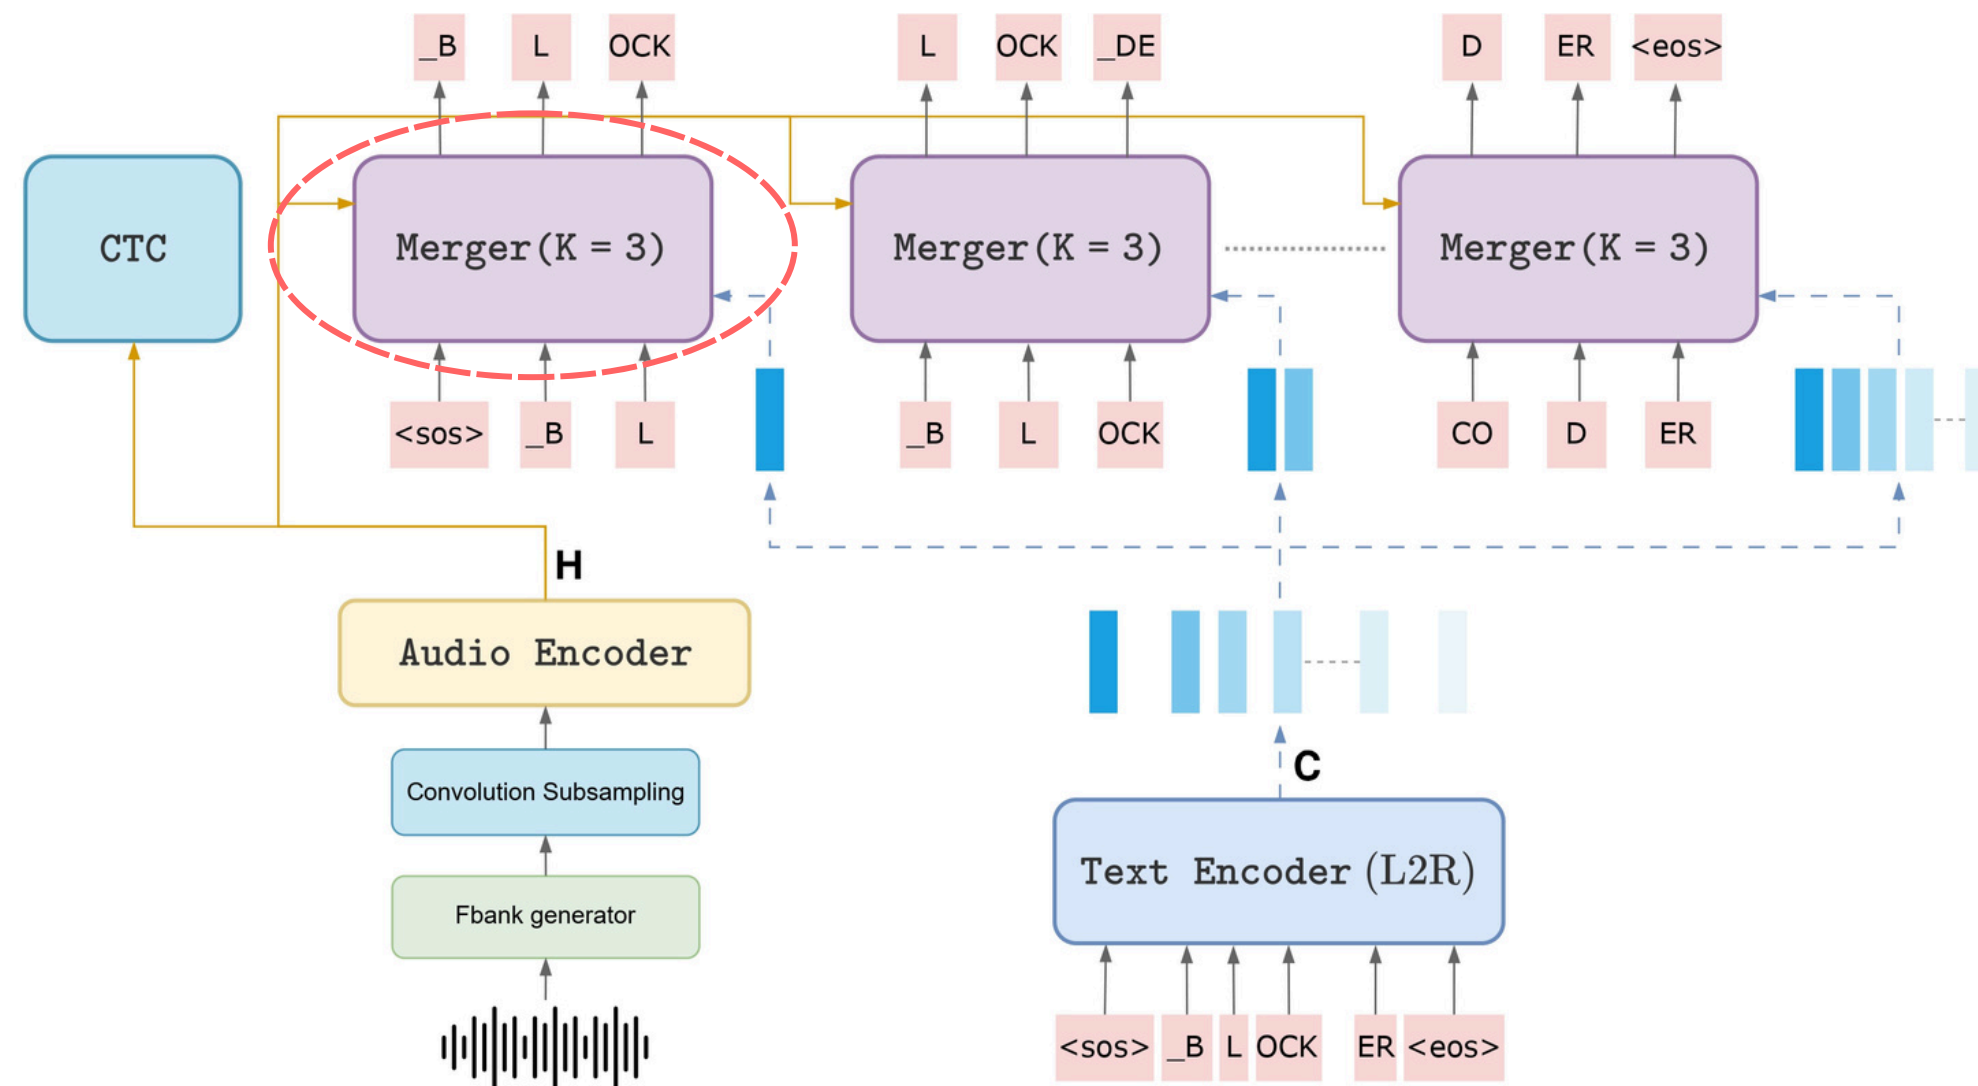 _B L OCK L OCK _DE D ER <eos>
CTC Merger(K = 3) Merger(K = 3) Merger(K = 3)
<sos> _B L _B L OCK CO D ER
H
Audio Encoder
C
Convolution Subsampling
Text Encoder (L2R)
Fbank generator
<sos> _B L OCK ER <eos>